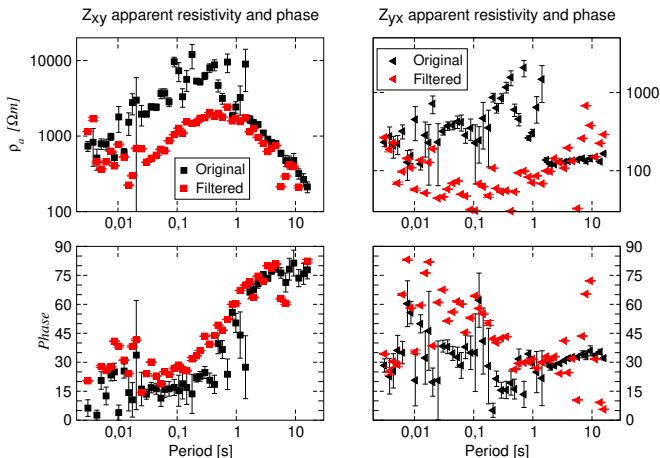 Zxy apparent resistivity and phase
Zyx apparent resistivity and phase
ρa [Ωm]
10000
1000
100
Original
Filtered
0,01 0,1 1 10
Original
Filtered
1000
100
0,01 0,1 1 10
Phase
90
75
60
45
30
15
0
0,01 0,1 1 10
Period [s]
90
75
60
45
30
15
0
0,01 0,1 1 10
Period [s]